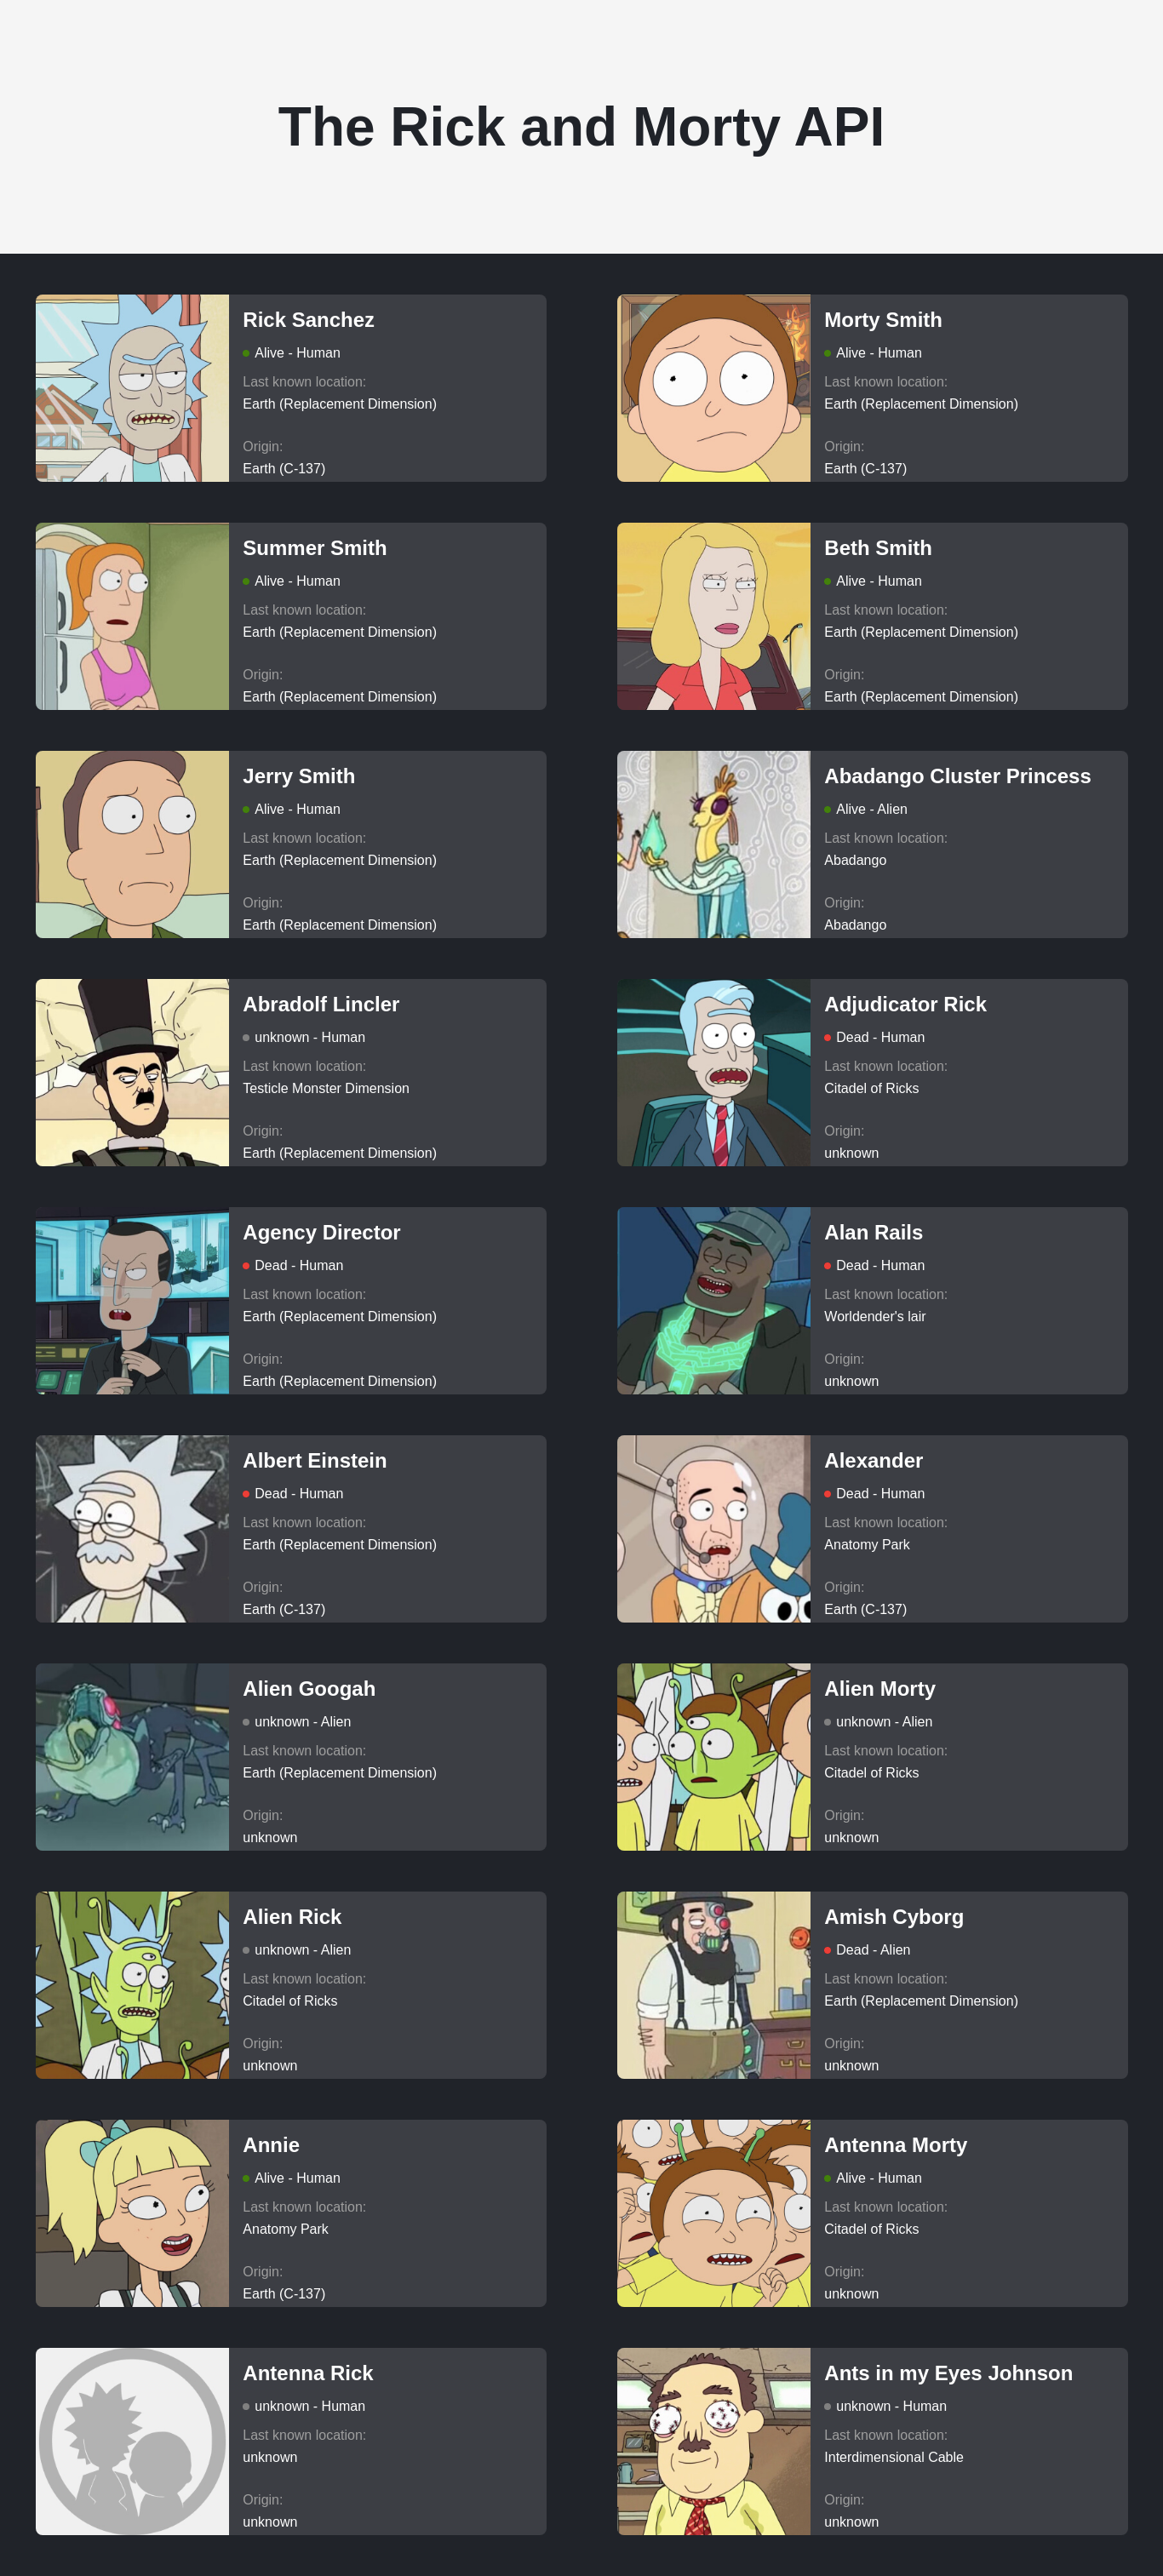 The Rick and Morty API
Rick Sanchez
Alive - Human
Last known location:
Earth (Replacement Dimension)
Origin:
Earth (C-137)
Morty Smith
Alive - Human
Last known location:
Earth (Replacement Dimension)
Origin:
Earth (C-137)
Summer Smith
Alive - Human
Last known location:
Earth (Replacement Dimension)
Origin:
Earth (Replacement Dimension)
Beth Smith
Alive - Human
Last known location:
Earth (Replacement Dimension)
Origin:
Earth (Replacement Dimension)
Jerry Smith
Alive - Human
Last known location:
Earth (Replacement Dimension)
Origin:
Earth (Replacement Dimension)
Abadango Cluster Princess
Alive - Alien
Last known location:
Abadango
Origin:
Abadango
Abradolf Lincler
unknown - Human
Last known location:
Testicle Monster Dimension
Origin:
Earth (Replacement Dimension)
Adjudicator Rick
Dead - Human
Last known location:
Citadel of Ricks
Origin:
unknown
Agency Director
Dead - Human
Last known location:
Earth (Replacement Dimension)
Origin:
Earth (Replacement Dimension)
Alan Rails
Dead - Human
Last known location:
Worldender's lair
Origin:
unknown
Albert Einstein
Dead - Human
Last known location:
Earth (Replacement Dimension)
Origin:
Earth (C-137)
Alexander
Dead - Human
Last known location:
Anatomy Park
Origin:
Earth (C-137)
Alien Googah
unknown - Alien
Last known location:
Earth (Replacement Dimension)
Origin:
unknown
Alien Morty
unknown - Alien
Last known location:
Citadel of Ricks
Origin:
unknown
Alien Rick
unknown - Alien
Last known location:
Citadel of Ricks
Origin:
unknown
Amish Cyborg
Dead - Alien
Last known location:
Earth (Replacement Dimension)
Origin:
unknown
Annie
Alive - Human
Last known location:
Anatomy Park
Origin:
Earth (C-137)
Antenna Morty
Alive - Human
Last known location:
Citadel of Ricks
Origin:
unknown
Antenna Rick
unknown - Human
Last known location:
unknown
Origin:
unknown
Ants in my Eyes Johnson
unknown - Human
Last known location:
Interdimensional Cable
Origin:
unknown